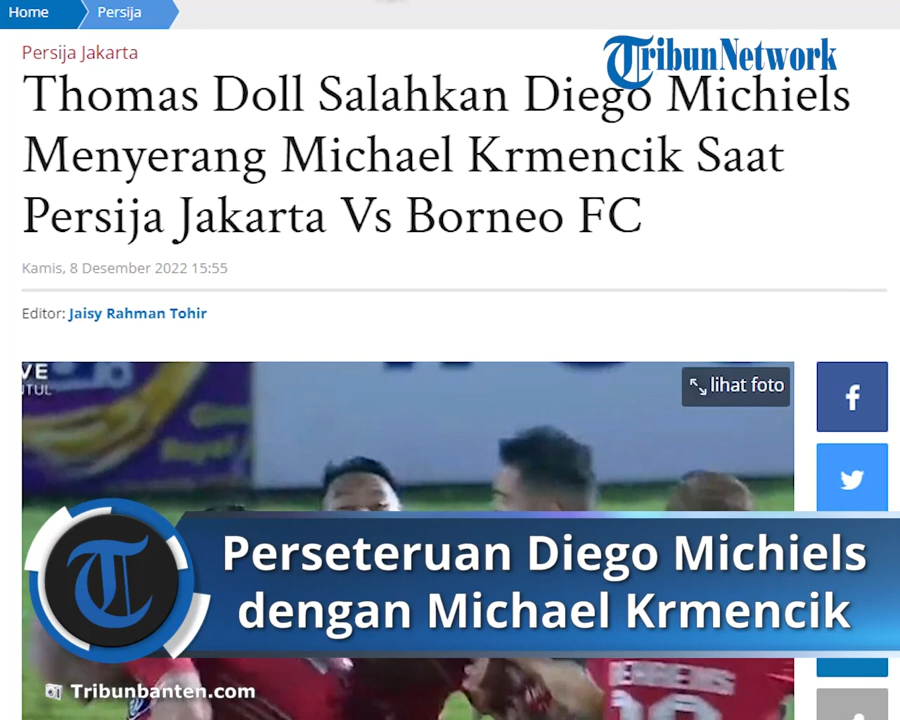 Home
Persija
Persija Jakarta
TribunNetwork
Thomas Doll Salahkan Diego Michiels
Menyerang Michael Krmencik Saat
Persija Jakarta Vs Borneo FC
Kamis, 8 Desember 2022 15:55
Editor: Jaisy Rahman Tohir
VE
lihat foto
Perseteruan Diego Michiels
dengan Michael Krmencik
Tribunbanten.com